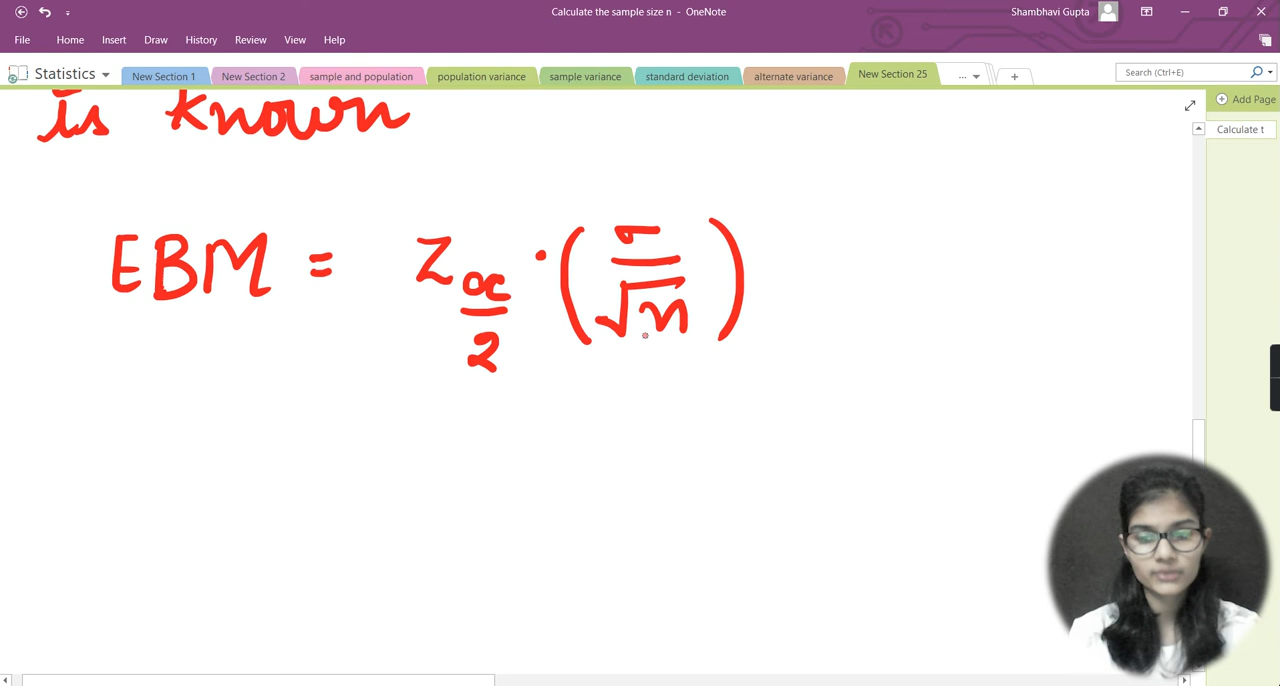 Calculate the sample size n - OneNote
Shambhavi Gupta
File Home Insert Draw History Review View Help
Statistics
New Section 1
New Section 2
sample and population
population variance
sample variance
standard deviation
alternate variance
New Section 25
...
+
Search (Ctrl+E)
Add Page
Calculate t
is known
EBM = Z α/2 · (σ/√n)